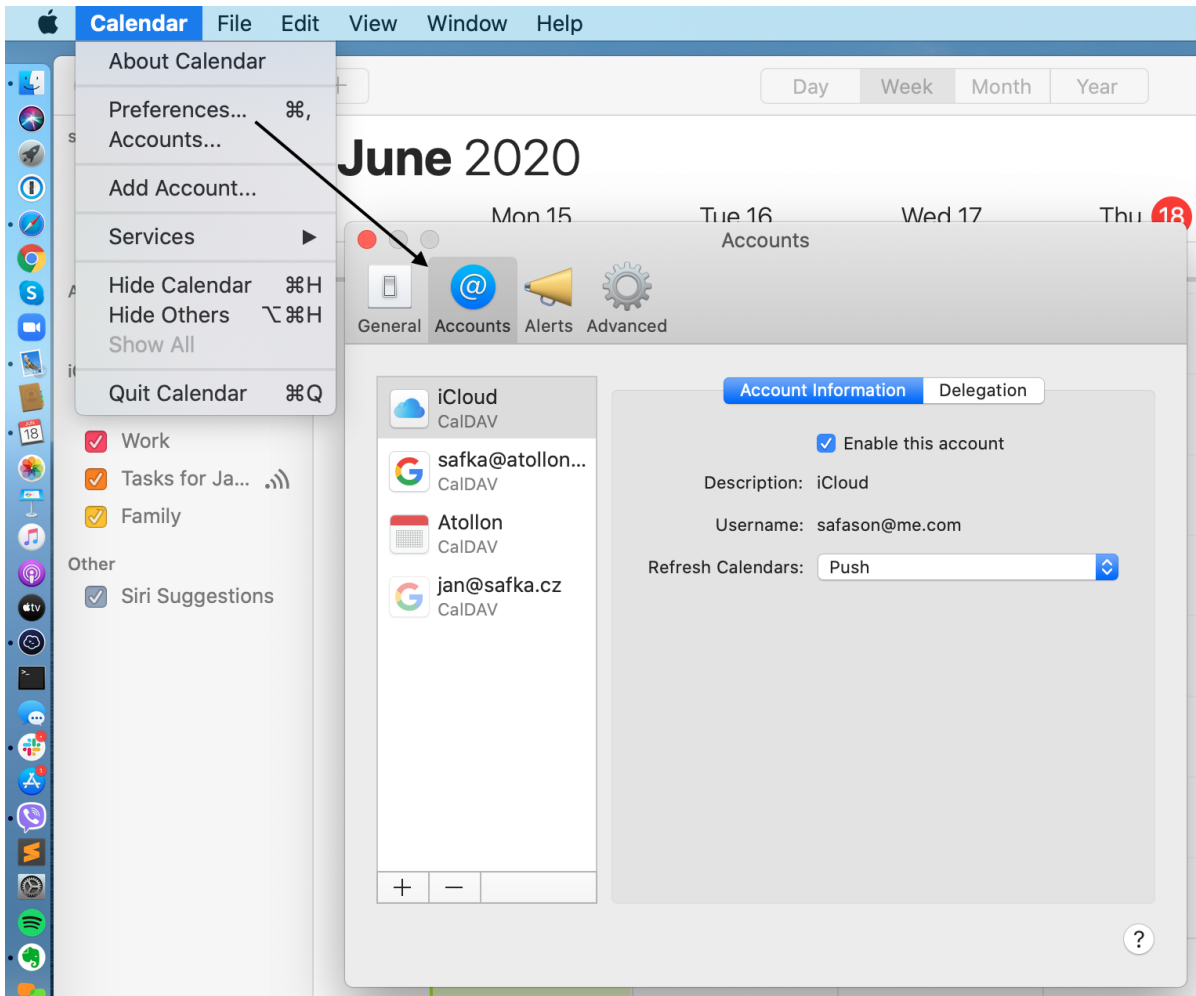 Calendar File Edit View Window Help
About Calendar
Preferences... ⌘,
Accounts...
Add Account...
Services ▶
Hide Calendar ⌘H
Hide Others ⌥⌘H
Show All
Quit Calendar ⌘Q
Day Week Month Year
June 2020
Mon 15 Tue 16 Wed 17 Thu 18
Work
Tasks for Ja...
Family
Other
Siri Suggestions
Accounts
General Accounts Alerts Advanced
iCloud
CalDAV
safka@atollon...
CalDAV
Atollon
CalDAV
jan@safka.cz
CalDAV
+ −
Account Information Delegation
Enable this account
Description: iCloud
Username: safason@me.com
Refresh Calendars: Push
?
JUN
18
tv